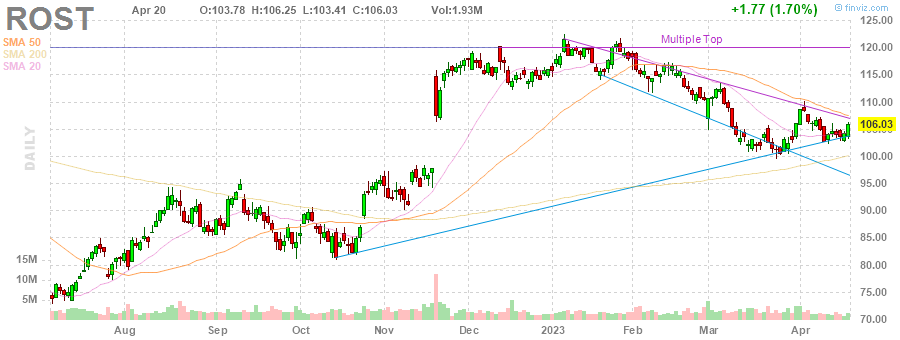 ROST Apr 20 O:103.78 H:106.25 L:103.41 C:106.03 Vol:1.93M +1.77 (1.70%)
© finviz.com
SMA 50
SMA 200
SMA 20
Multiple Top
DAILY
125.00
120.00
115.00
110.00
106.03
105.00
100.00
95.00
90.00
85.00
80.00
75.00
70.00
15M
10M
5M
Aug Sep Oct Nov Dec 2023 Feb Mar Apr